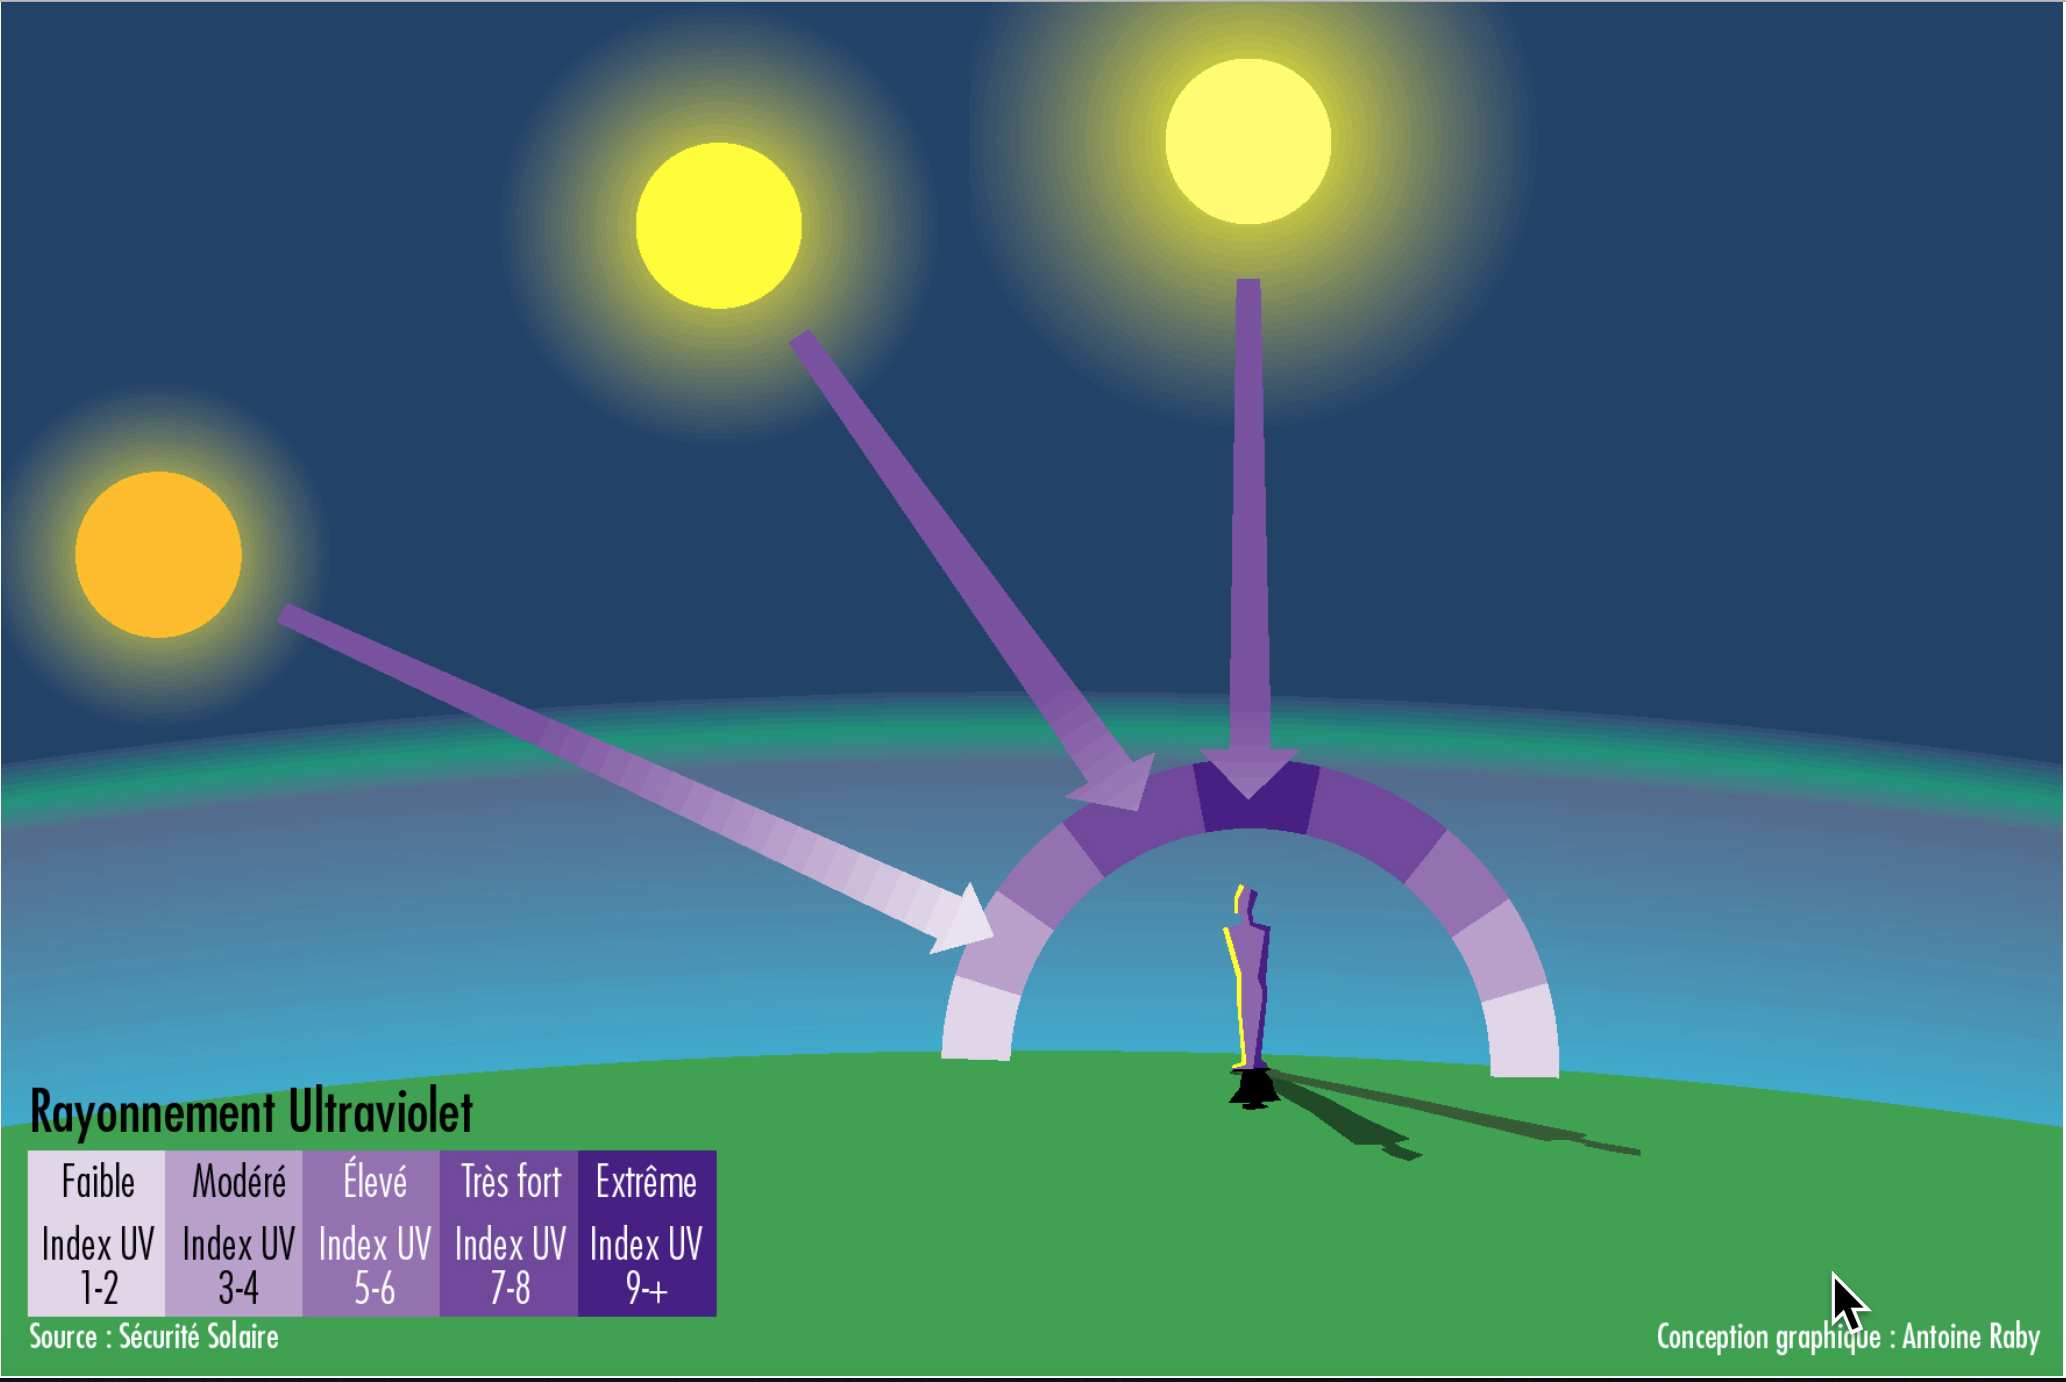 Rayonnement Ultraviolet
Faible Modéré Élevé Très fort Extrême
Index UV Index UV Index UV Index UV Index UV
1-2 3-4 5-6 7-8 9-+
Source : Sécurité Solaire
Conception graphique : Antoine Raby